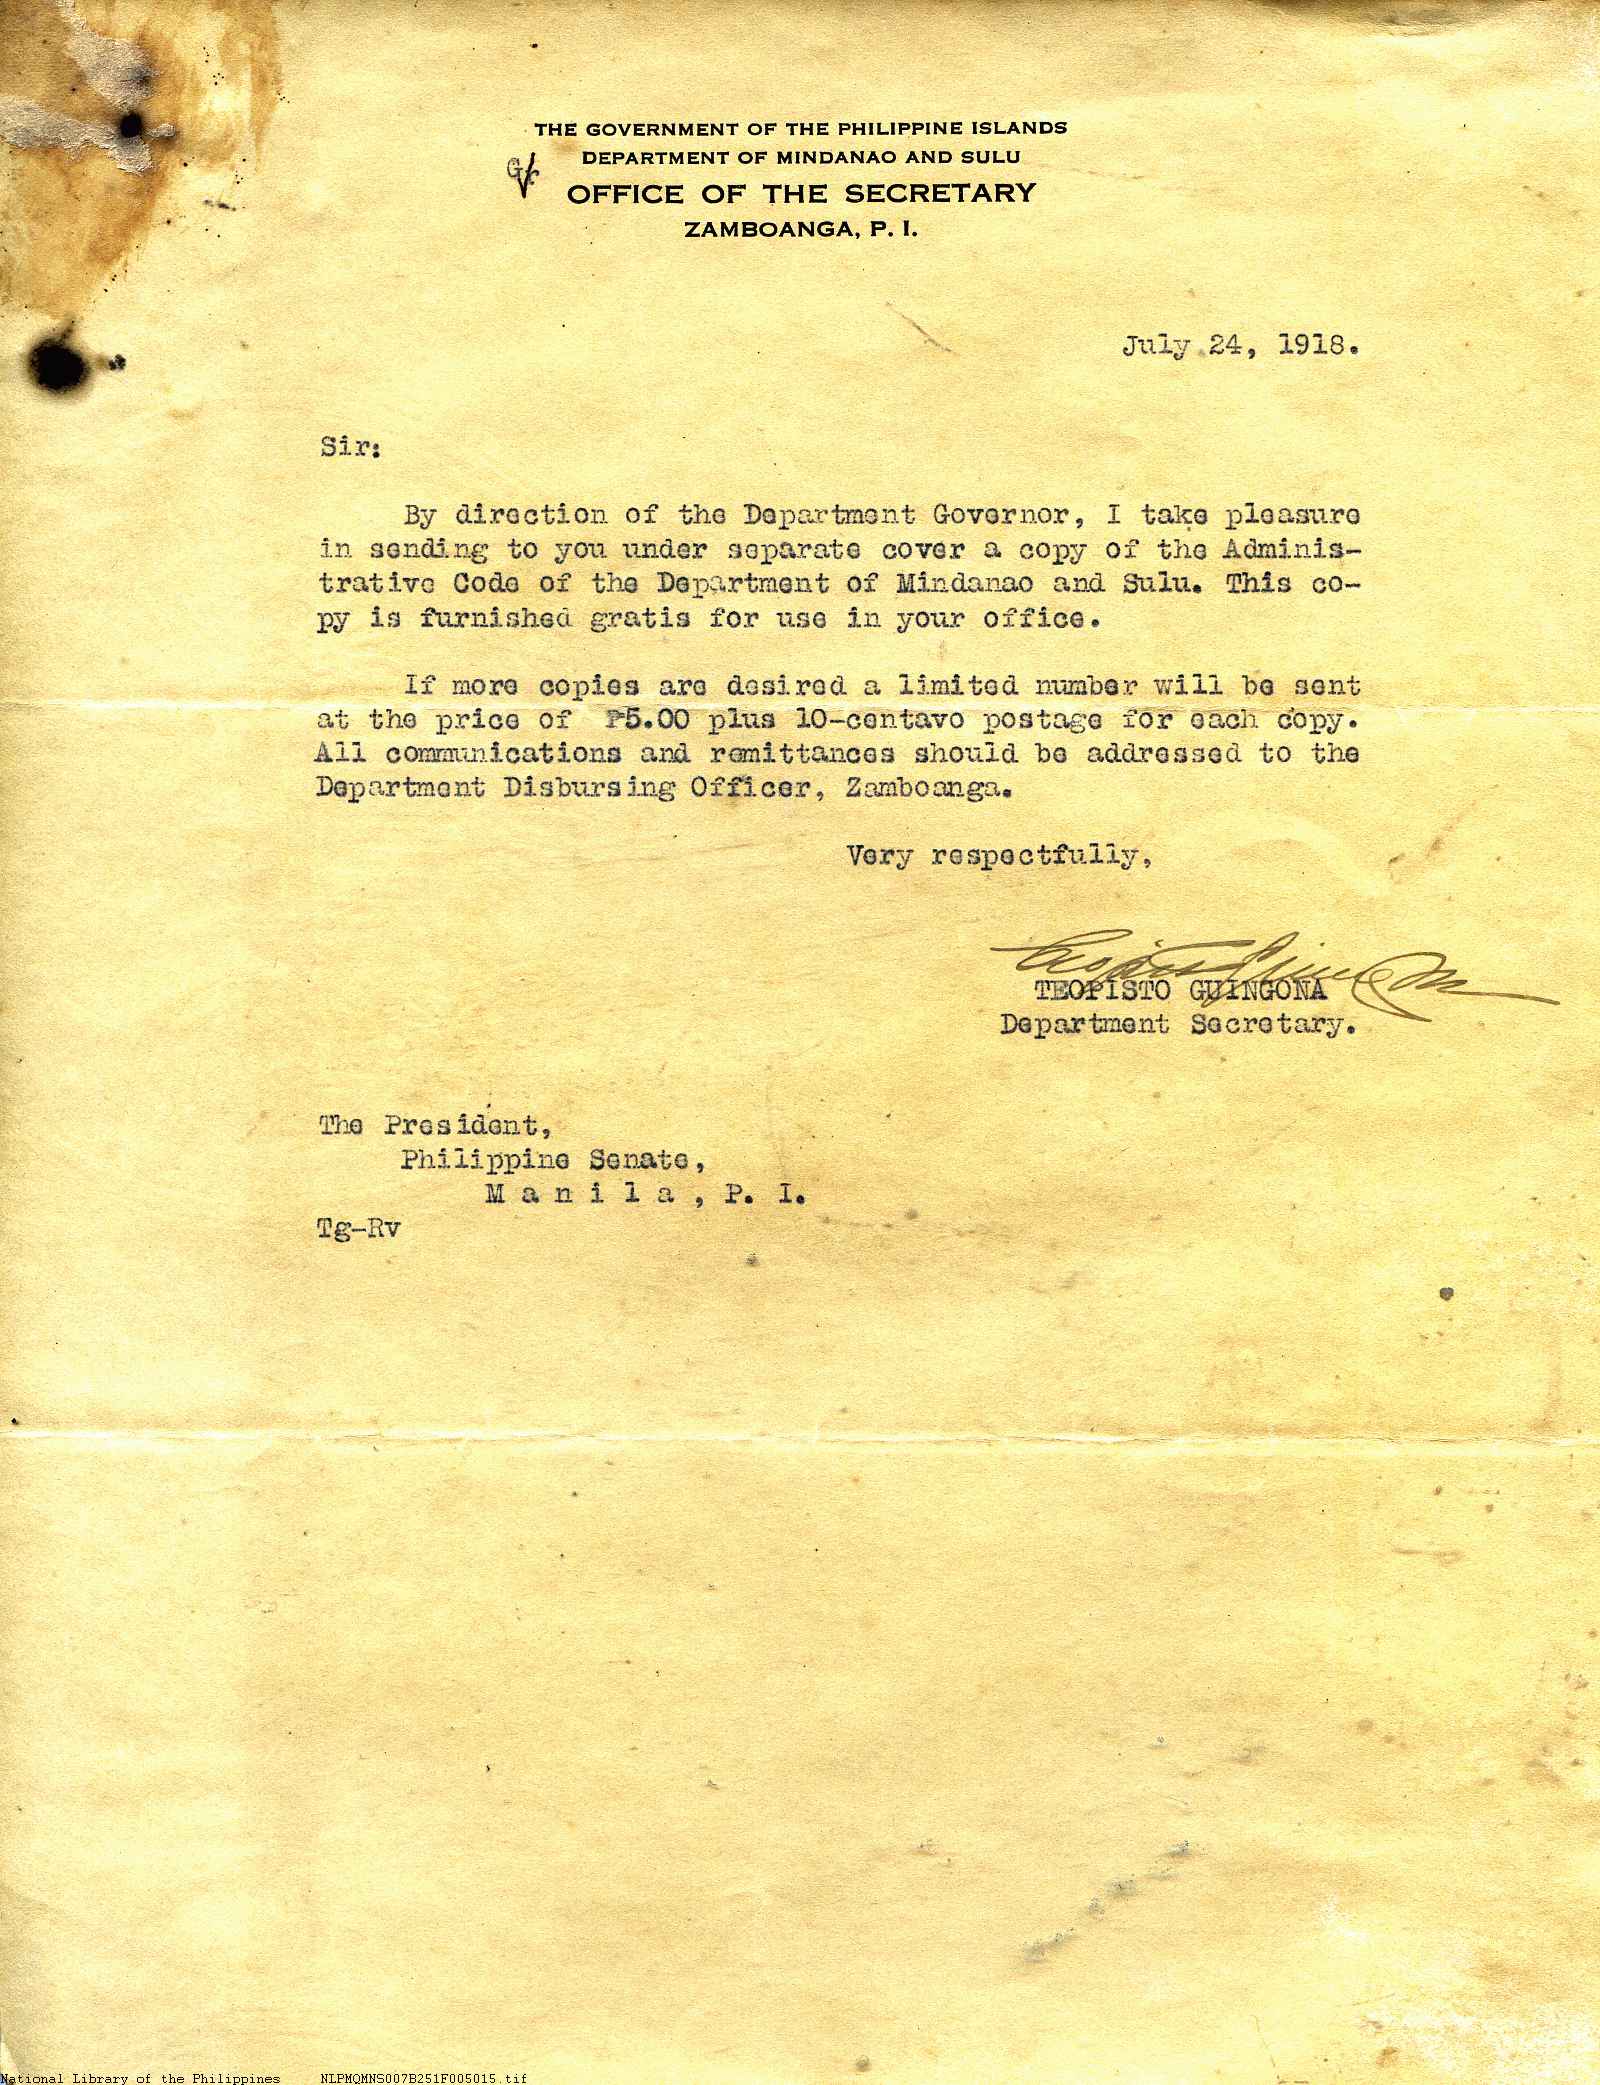 THE GOVERNMENT OF THE PHILIPPINE ISLANDS
DEPARTMENT OF MINDANAO AND SULU
OFFICE OF THE SECRETARY
ZAMBOANGA, P. I.
July 24, 1918.
Sir:
By direction of the Department Governor, I take pleasure
in sending to you under separate cover a copy of the Adminis-
trative Code of the Department of Mindanao and Sulu. This co-
py is furnished gratis for use in your office.
If more copies are desired a limited number will be sent
at the price of ₱5.00 plus 10-centavo postage for each copy.
All communications and remittances should be addressed to the
Department Disbursing Officer, Zamboanga.
Very respectfully,
Teopisto Guingona
TEOPISTO GUINGONA
Department Secretary.
The President,
Philippine Senate,
M a n i l a , P. I.
Tg-Rv
National Library of the Philippines NLPMQMNS007B251F005015.tif